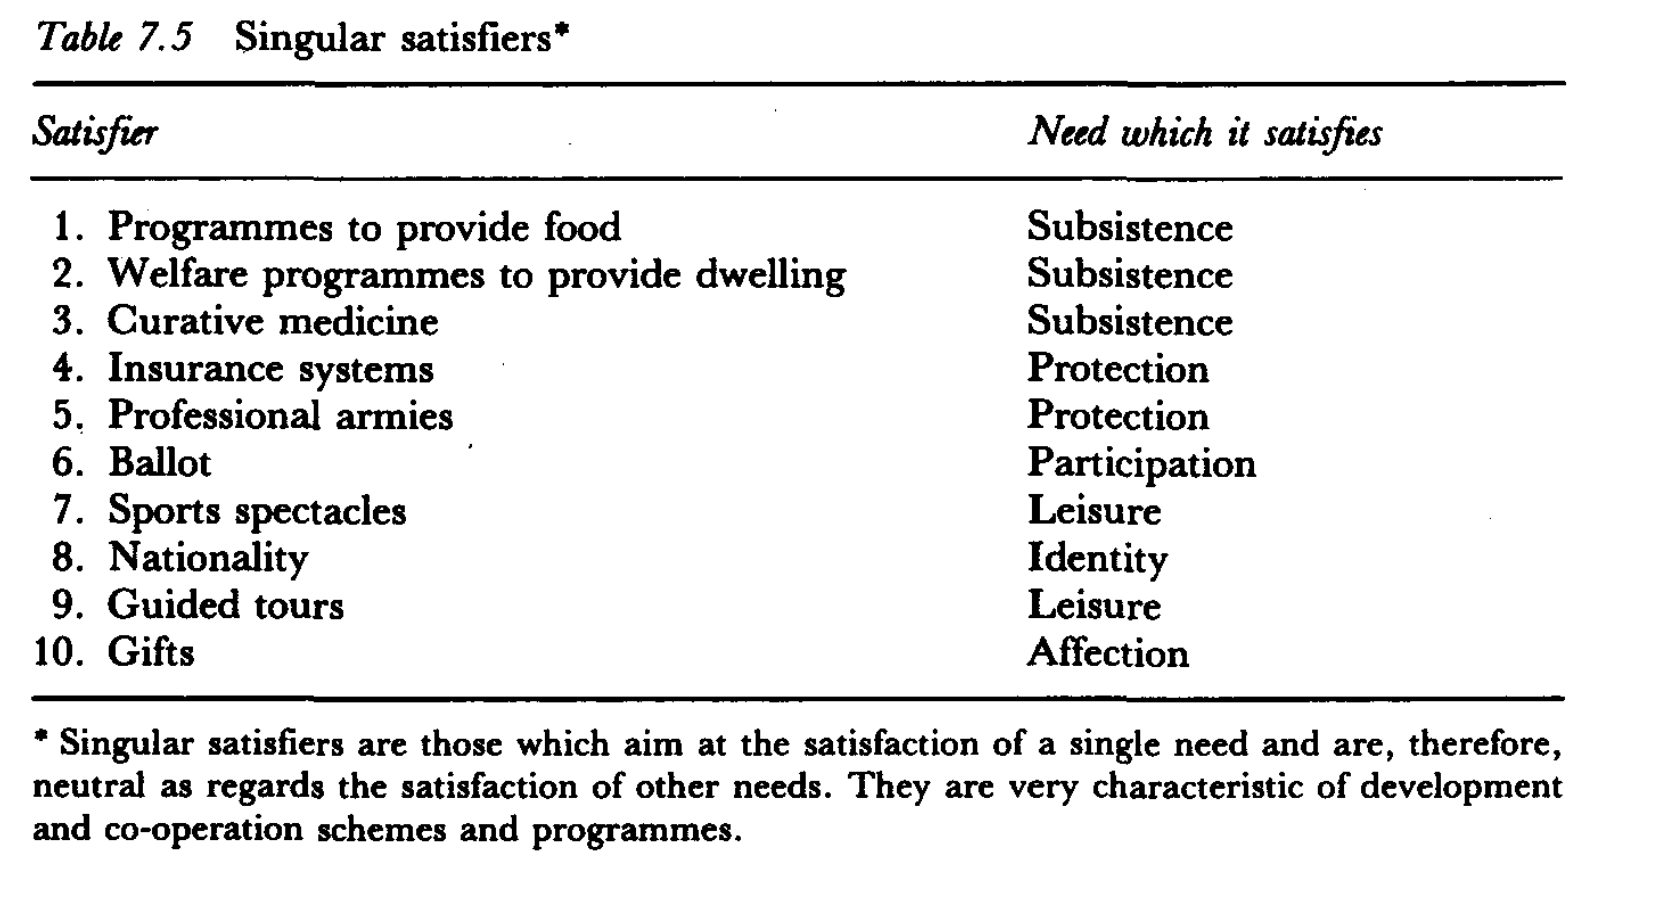 Table 7.5 Singular satisfiers*
Satisfier Need which it satisfies
1. Programmes to provide food Subsistence
2. Welfare programmes to provide dwelling Subsistence
3. Curative medicine Subsistence
4. Insurance systems Protection
5. Professional armies Protection
6. Ballot Participation
7. Sports spectacles Leisure
8. Nationality Identity
9. Guided tours Leisure
10. Gifts Affection
* Singular satisfiers are those which aim at the satisfaction of a single need and are, therefore,
neutral as regards the satisfaction of other needs. They are very characteristic of development
and co-operation schemes and programmes.